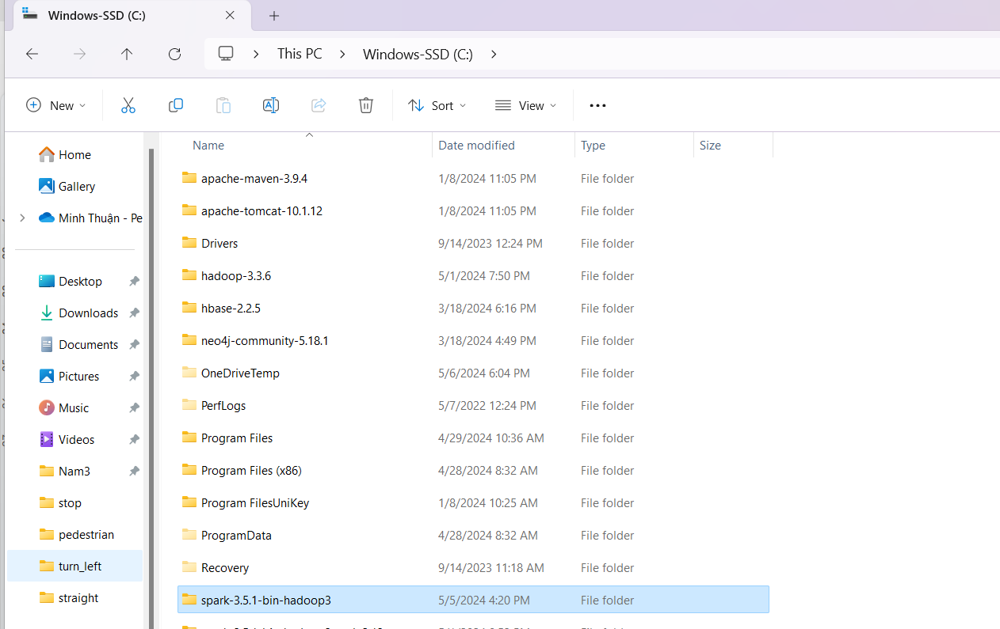 Windows-SSD (C:)
This PC > Windows-SSD (C:) >
New Sort View
Name Date modified Type Size
Home
Gallery
Minh Thuận - Pe
Desktop
Downloads
Documents
Pictures
Music
Videos
Nam3
stop
pedestrian
turn_left
straight
apache-maven-3.9.4 1/8/2024 11:05 PM File folder
apache-tomcat-10.1.12 1/8/2024 11:05 PM File folder
Drivers 9/14/2023 12:24 PM File folder
hadoop-3.3.6 5/1/2024 7:50 PM File folder
hbase-2.2.5 3/18/2024 6:16 PM File folder
neo4j-community-5.18.1 3/18/2024 4:49 PM File folder
OneDriveTemp 5/6/2024 6:04 PM File folder
PerfLogs 5/7/2022 12:24 PM File folder
Program Files 4/29/2024 10:36 AM File folder
Program Files (x86) 4/28/2024 8:32 AM File folder
Program FilesUniKey 1/8/2024 10:25 AM File folder
ProgramData 4/28/2024 8:32 AM File folder
Recovery 9/14/2023 11:18 AM File folder
spark-3.5.1-bin-hadoop3 5/5/2024 4:20 PM File folder